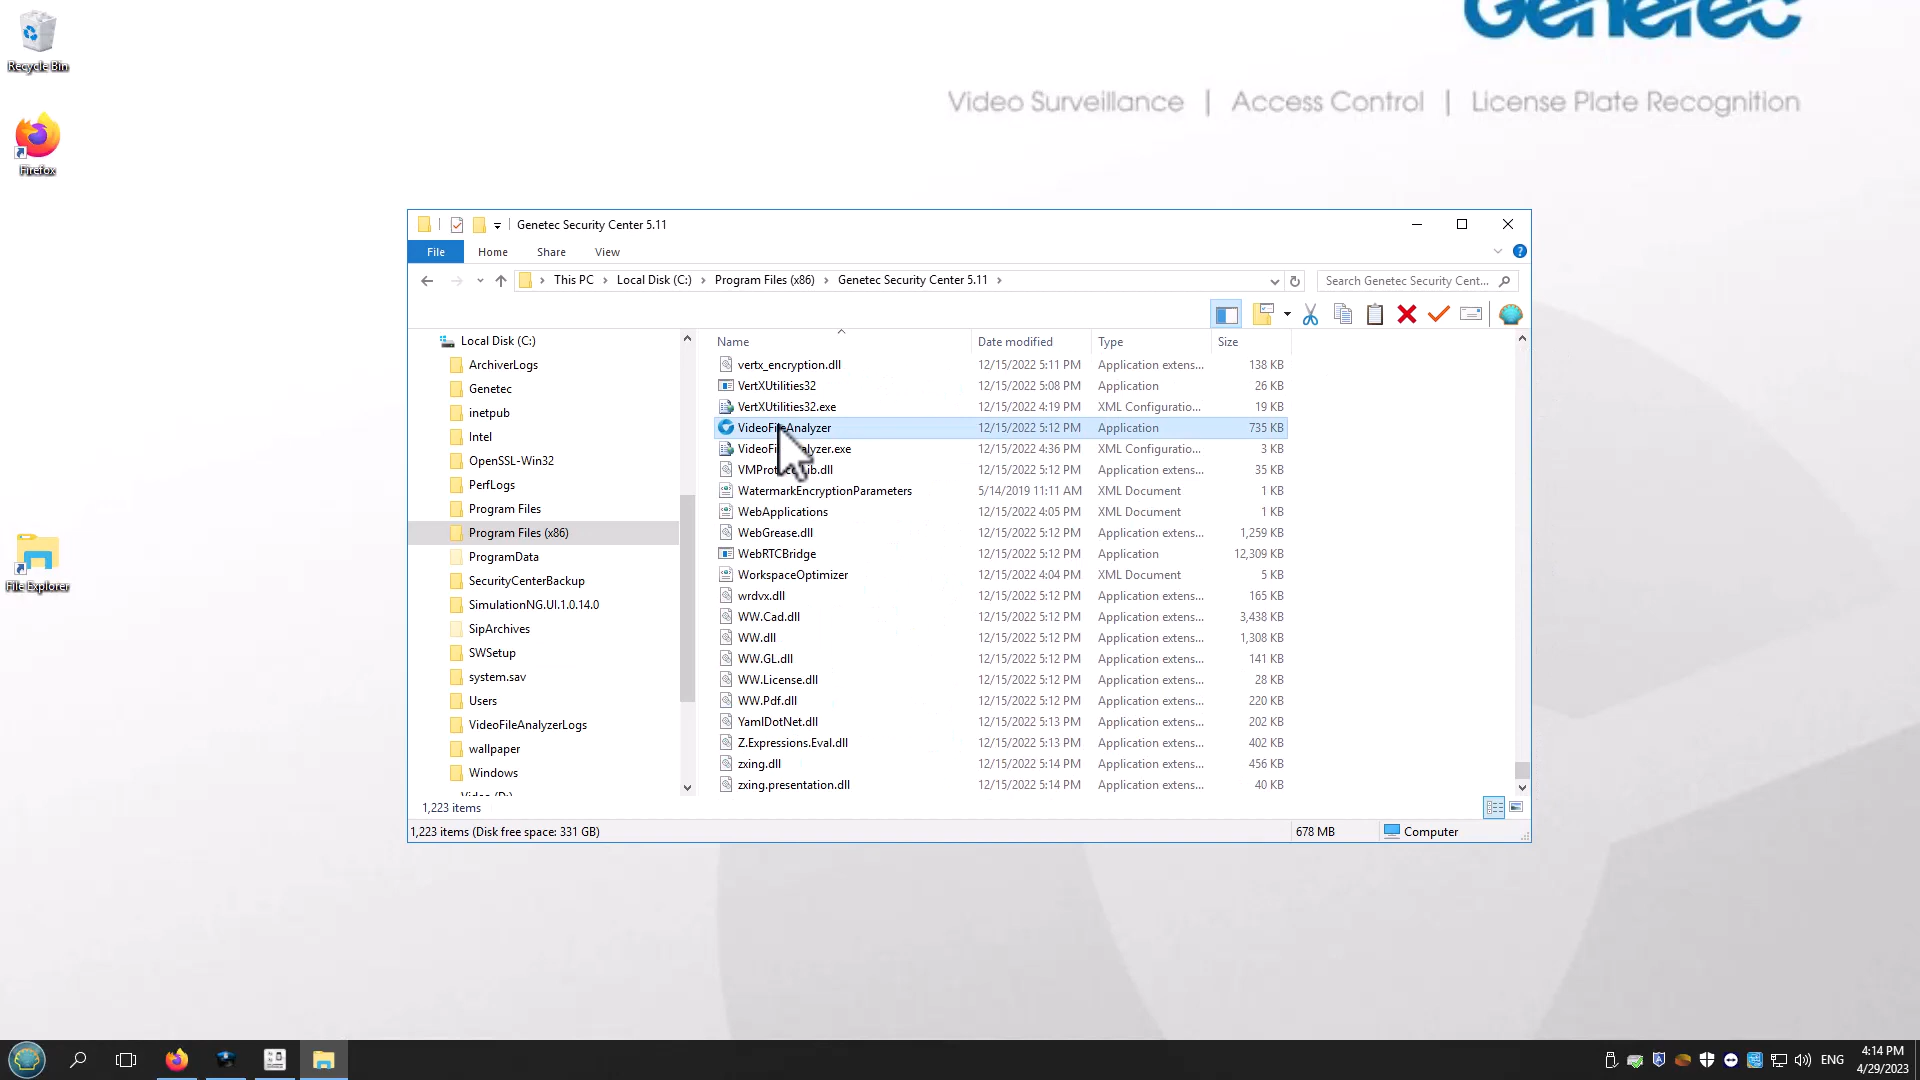 Genetec
Video Surveillance | Access Control | License Plate Recognition
Recycle Bin
Firefox
File Explorer
Genetec Security Center 5.11
File Home Share View
This PC > Local Disk (C:) > Program Files (x86) > Genetec Security Center 5.11 >
Search Genetec Security Cent...
Local Disk (C:)
ArchiverLogs
Genetec
inetpub
Intel
OpenSSL-Win32
PerfLogs
Program Files
Program Files (x86)
ProgramData
SecurityCenterBackup
SimulationNG.UI.1.0.14.0
SipArchives
SWSetup
system.sav
Users
VideoFileAnalyzerLogs
wallpaper
Windows
Name Date modified Type Size
vertx_encryption.dll 12/15/2022 5:11 PM Application extens... 138 KB
VertXUtilities32 12/15/2022 5:08 PM Application 26 KB
VertXUtilities32.exe 12/15/2022 4:19 PM XML Configuratio... 19 KB
VideoFileAnalyzer 12/15/2022 5:12 PM Application 735 KB
VideoFileAnalyzer.exe 12/15/2022 4:36 PM XML Configuratio... 3 KB
12/15/2022 5:12 PM Application extens... 35 KB
WatermarkEncryptionParameters 5/14/2019 11:11 AM XML Document 1 KB
WebApplications 12/15/2022 4:05 PM XML Document 1 KB
WebGrease.dll 12/15/2022 5:12 PM Application extens... 1,259 KB
WebRTCBridge 12/15/2022 5:12 PM Application 12,309 KB
WorkspaceOptimizer 12/15/2022 4:04 PM XML Document 5 KB
wrdvx.dll 12/15/2022 5:12 PM Application extens... 165 KB
WW.Cad.dll 12/15/2022 5:12 PM Application extens... 3,438 KB
WW.dll 12/15/2022 5:12 PM Application extens... 1,308 KB
WW.GL.dll 12/15/2022 5:12 PM Application extens... 141 KB
WW.License.dll 12/15/2022 5:12 PM Application extens... 28 KB
WW.Pdf.dll 12/15/2022 5:12 PM Application extens... 220 KB
YamlDotNet.dll 12/15/2022 5:13 PM Application extens... 202 KB
Z.Expressions.Eval.dll 12/15/2022 5:13 PM Application extens... 402 KB
zxing.dll 12/15/2022 5:14 PM Application extens... 456 KB
zxing.presentation.dll 12/15/2022 5:14 PM Application extens... 40 KB
1,223 items
1,223 items (Disk free space: 331 GB) 678 MB Computer
ENG
4:14 PM
4/29/2023